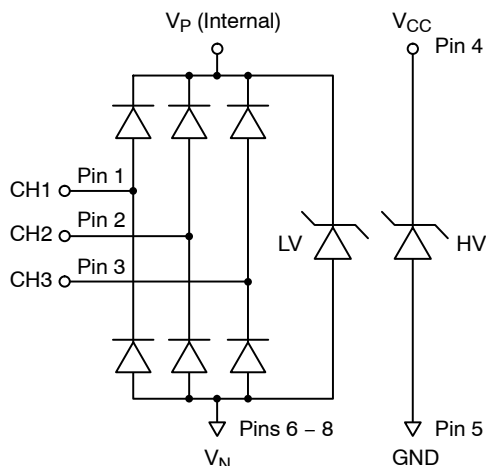 V_P (Internal)
V_CC
Pin 4
Pin 1
CH1
Pin 2
CH2
Pin 3
CH3
LV
HV
Pins 6 – 8
Pin 5
V_N
GND